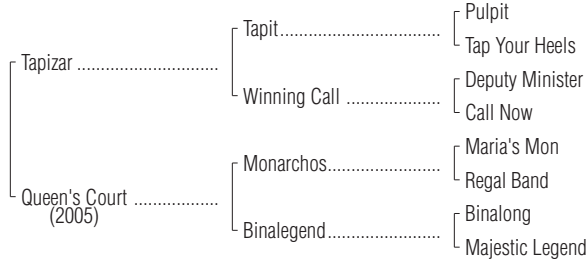 Pulpit
Tapit
Tap Your Heels
Tapizar
Deputy Minister
Winning Call
Call Now
Maria's Mon
Monarchos
Regal Band
Queen's Court
(2005)
Binalong
Binalegend
Majestic Legend